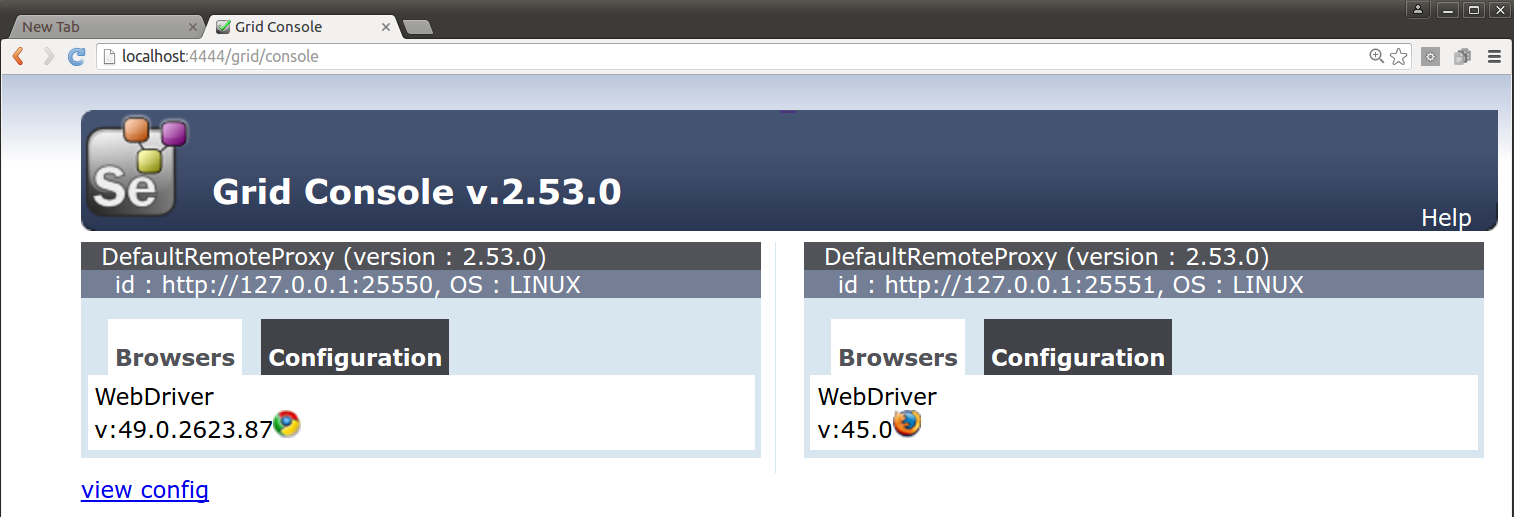 New Tab
Grid Console
localhost:4444/grid/console
Se
Grid Console v.2.53.0
Help
DefaultRemoteProxy (version : 2.53.0)
id : http://127.0.0.1:25550, OS : LINUX
Browsers
Configuration
WebDriver
v:49.0.2623.87
DefaultRemoteProxy (version : 2.53.0)
id : http://127.0.0.1:25551, OS : LINUX
Browsers
Configuration
WebDriver
v:45.0
view config